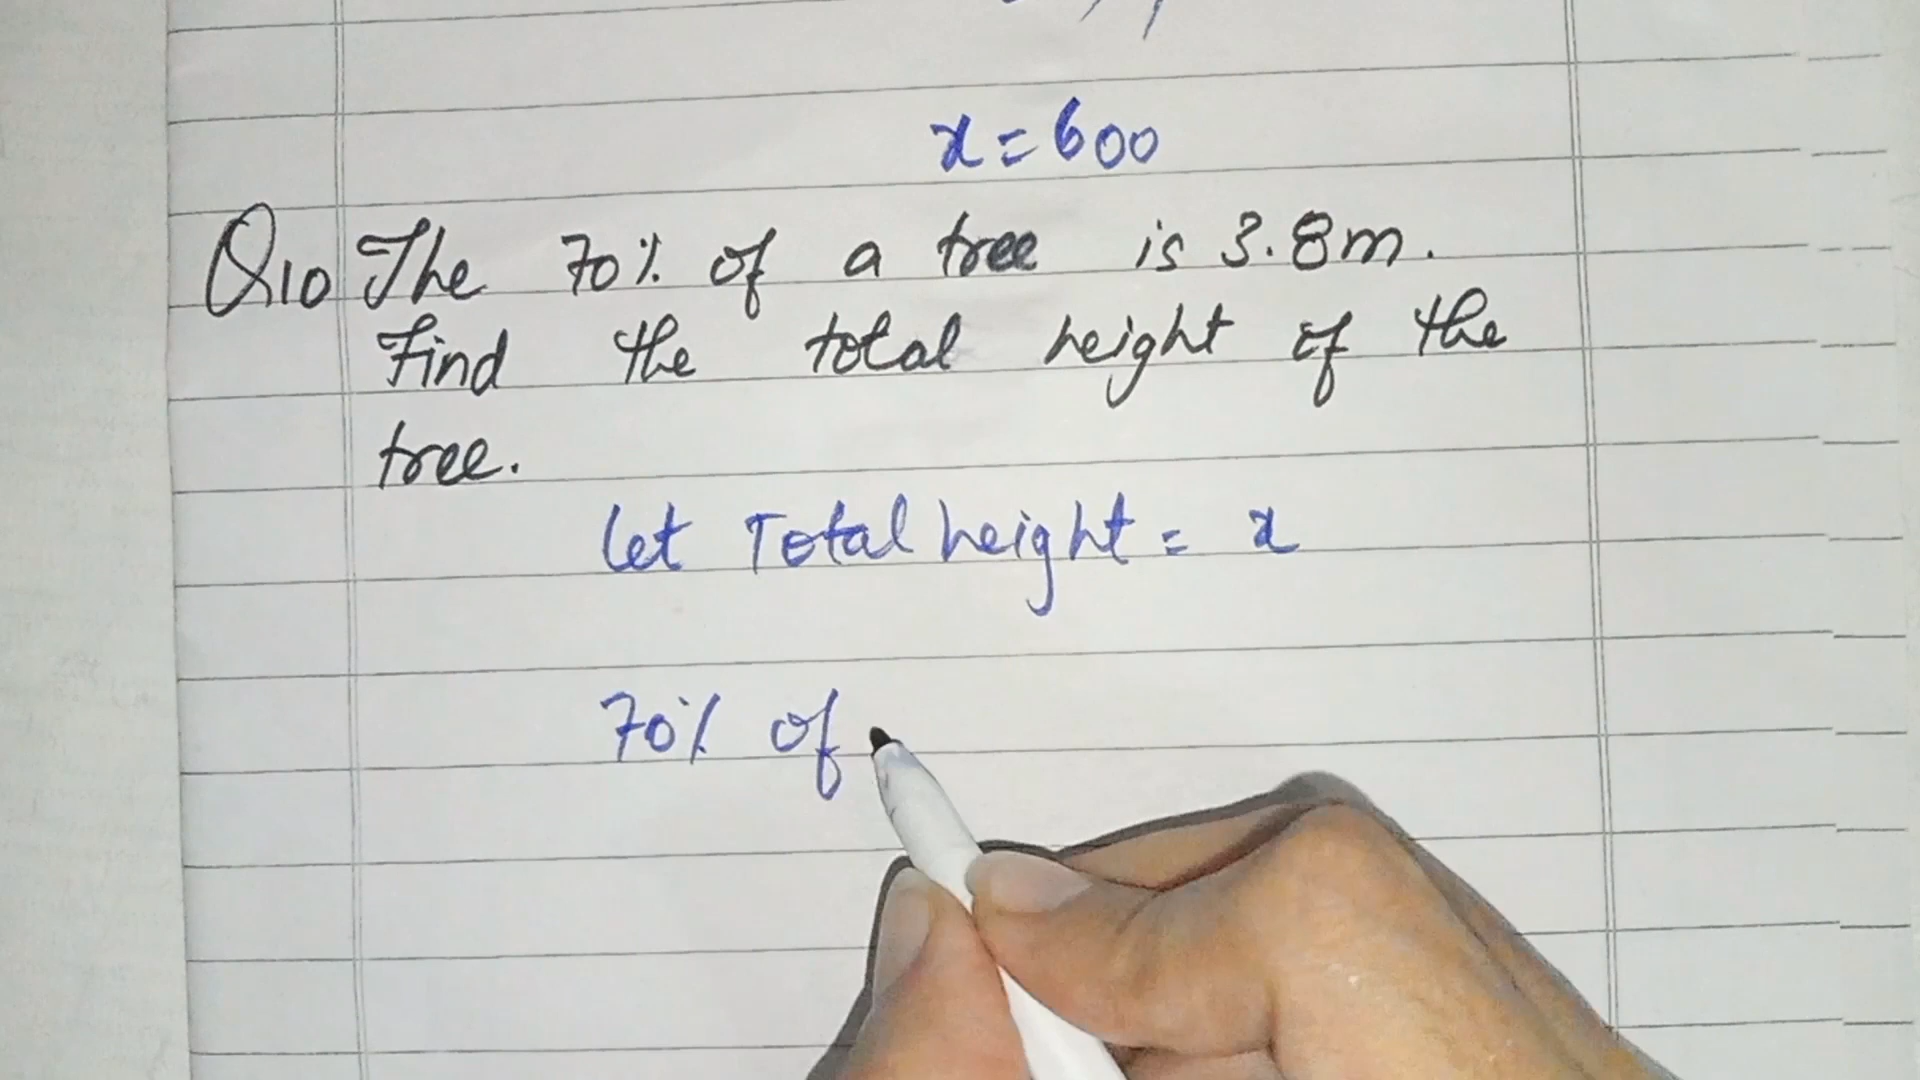 x = 600
Q10 The 70% of a tree is 3.8m.
Find the total height of the
tree.
let Total height = x
70% of